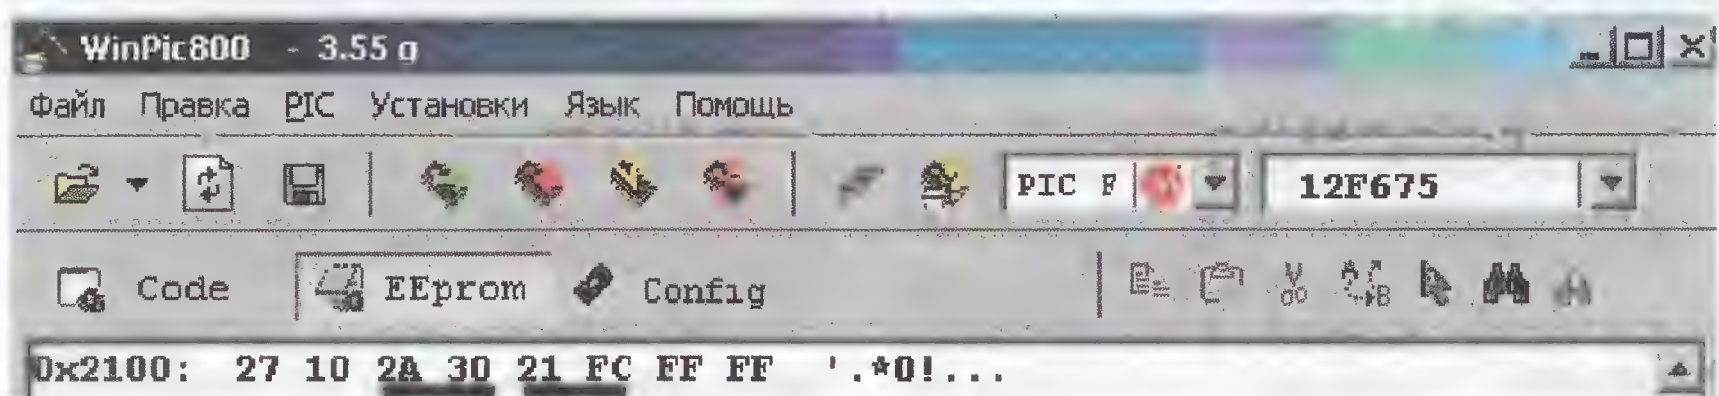 WinPic800 - 3.55 g
Файл Правка PIC Установки Язык Помощь
PIC F 12F675
Code EEprom Config
0x2100: 27 10 2A 30 21 FC FF FF '.*0!...